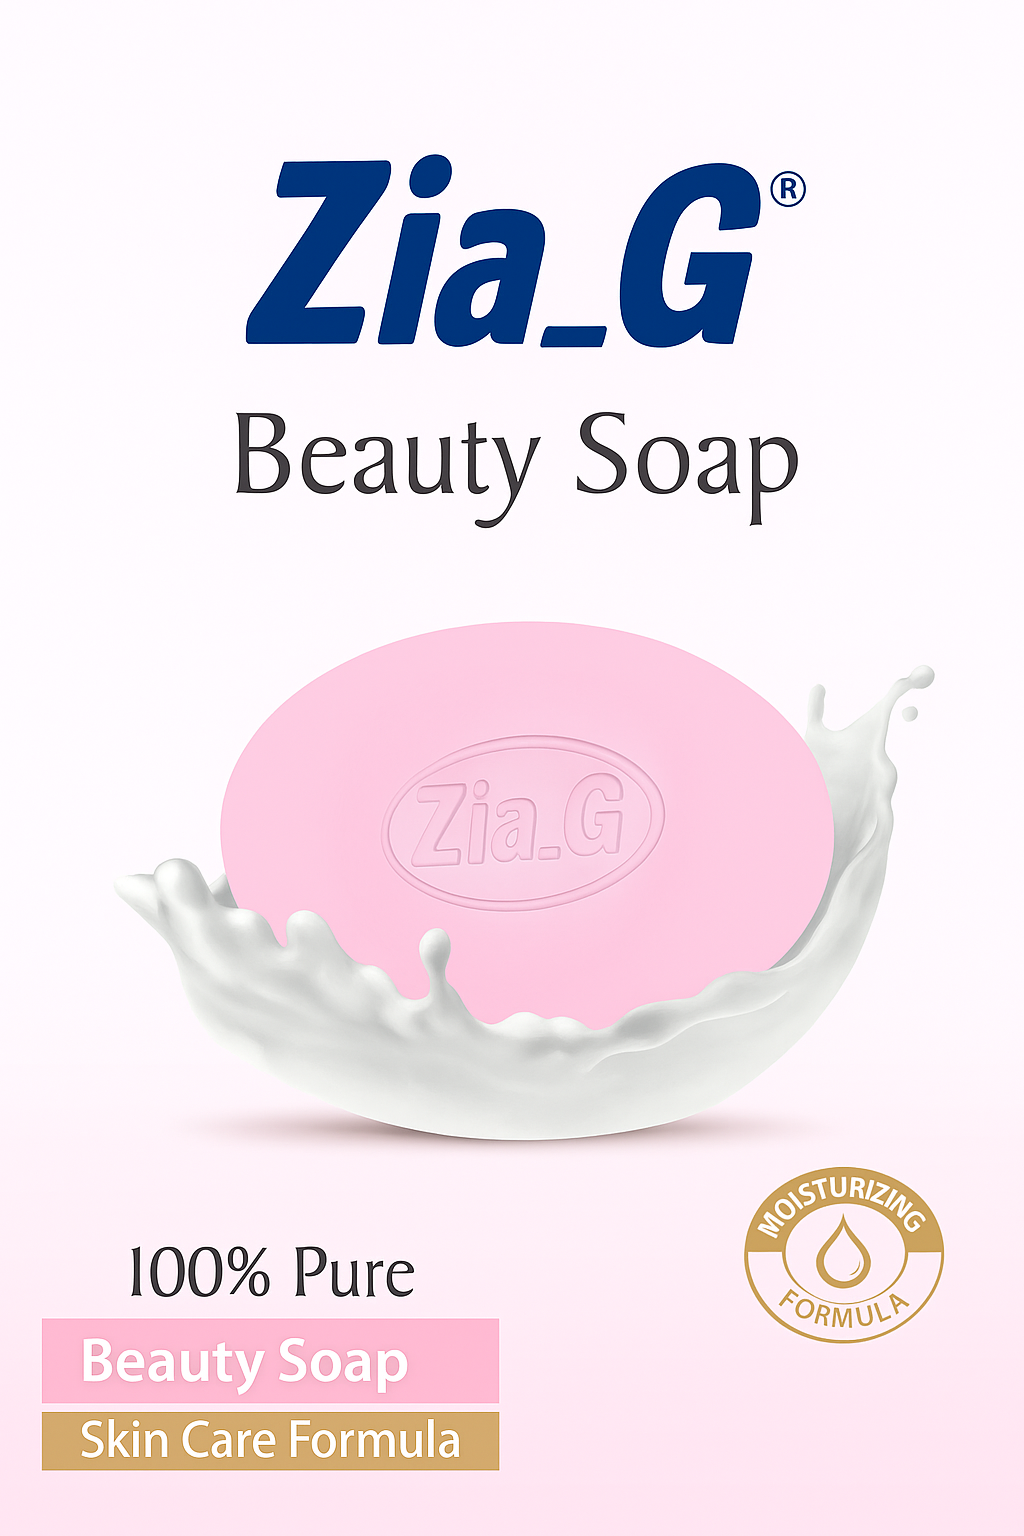 Zia_G®
Beauty Soap
Zia_G
MOISTURIZING
FORMULA
100% Pure
Beauty Soap
Skin Care Formula